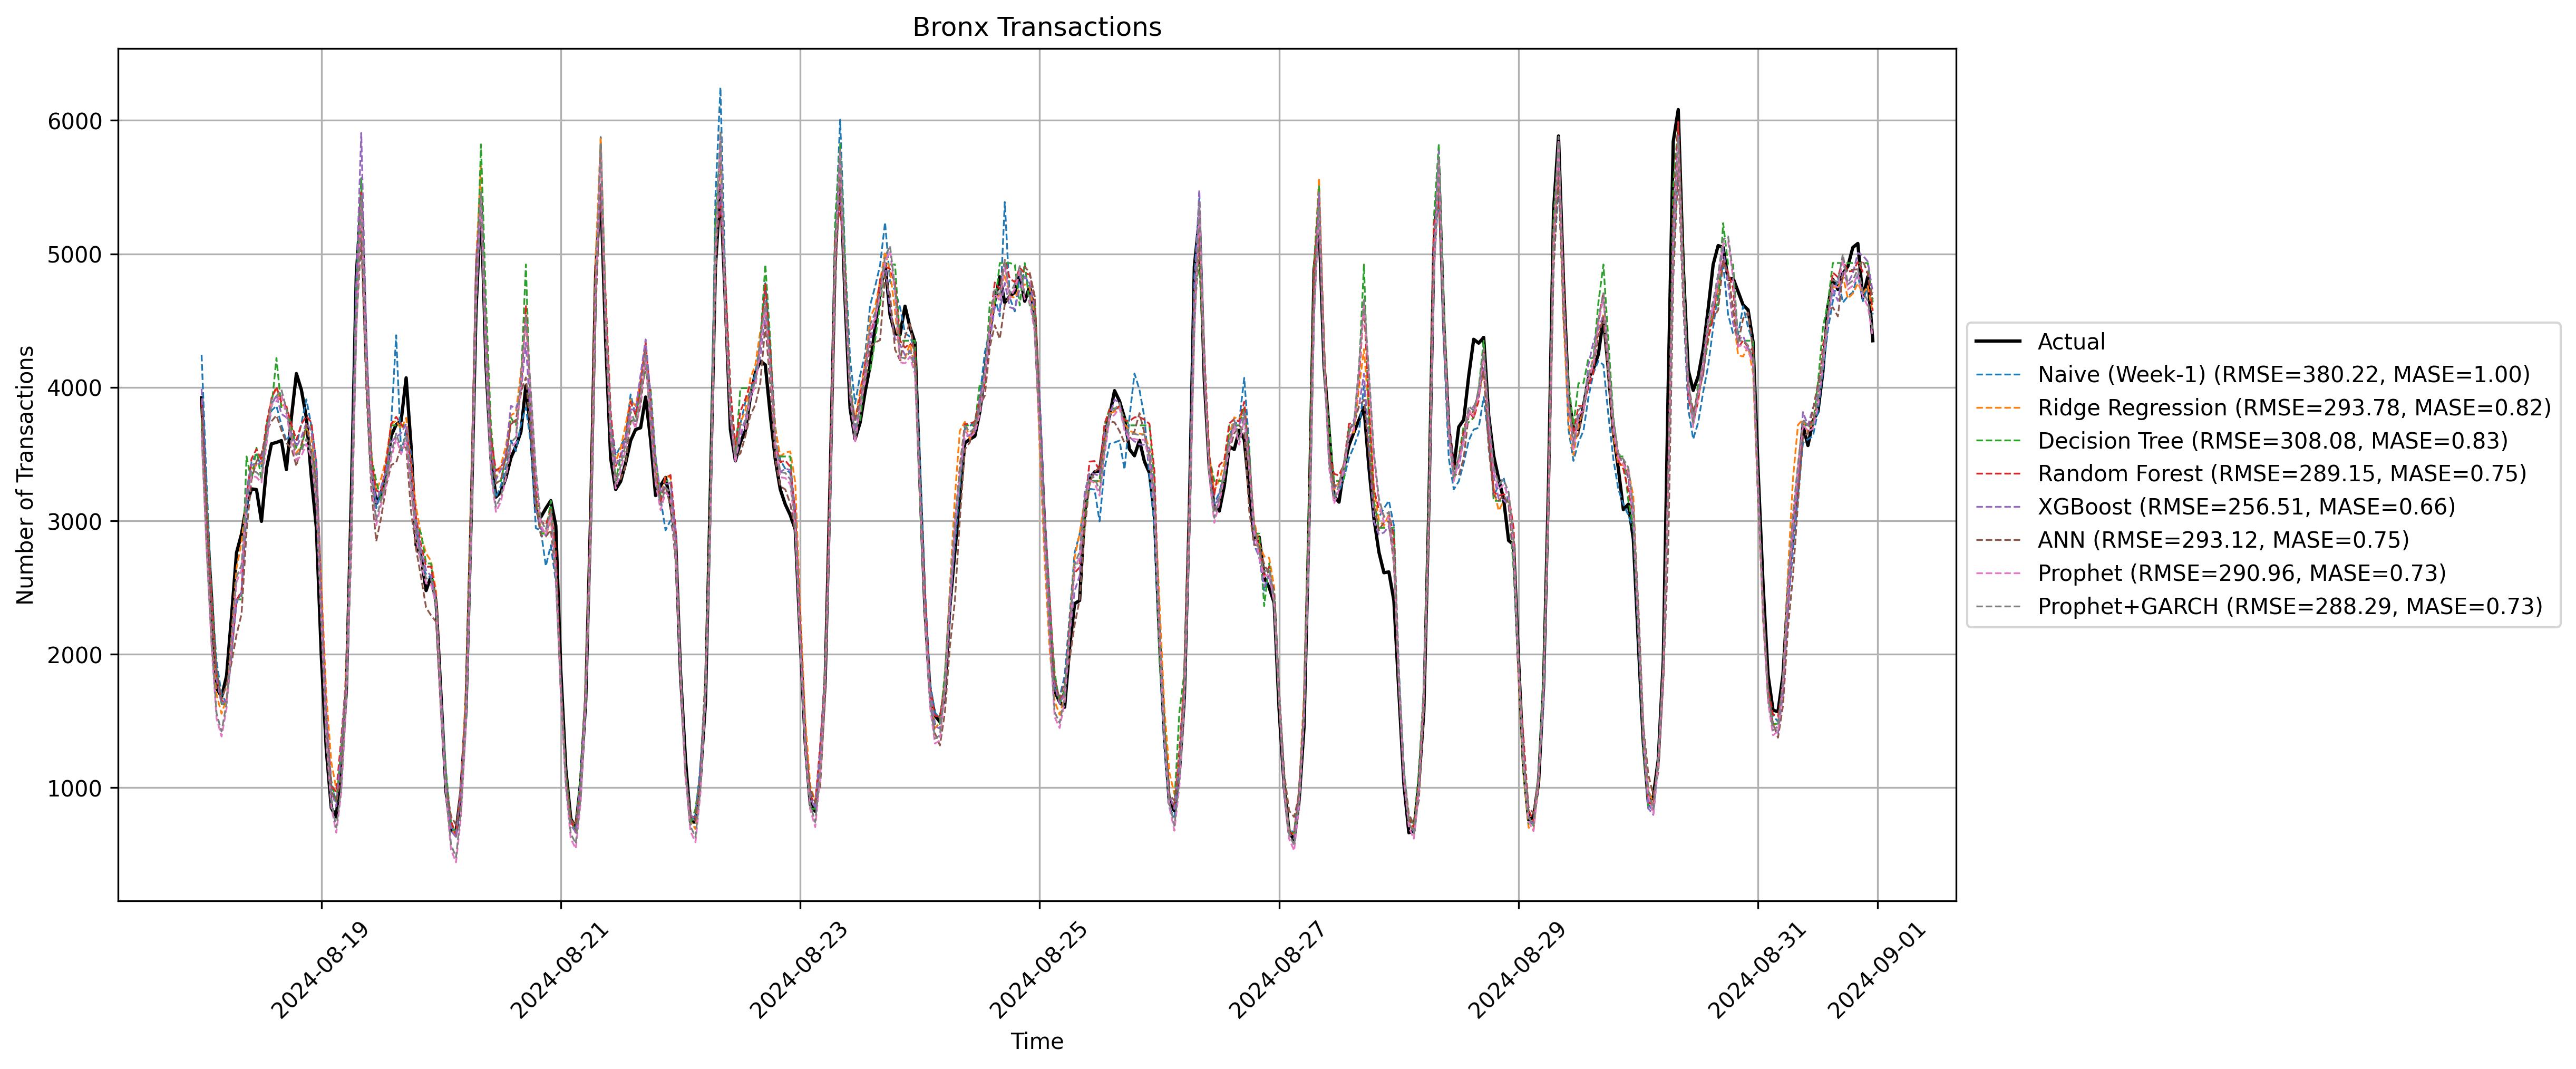 Bronx Transactions
Number of Transactions
6000
5000
4000
3000
2000
1000
2024-08-19
2024-08-21
2024-08-23
2024-08-25
2024-08-27
2024-08-29
2024-08-31
2024-09-01
Time
Actual
Naive (Week-1) (RMSE=380.22, MASE=1.00)
Ridge Regression (RMSE=293.78, MASE=0.82)
Decision Tree (RMSE=308.08, MASE=0.83)
Random Forest (RMSE=289.15, MASE=0.75)
XGBoost (RMSE=256.51, MASE=0.66)
ANN (RMSE=293.12, MASE=0.75)
Prophet (RMSE=290.96, MASE=0.73)
Prophet+GARCH (RMSE=288.29, MASE=0.73)